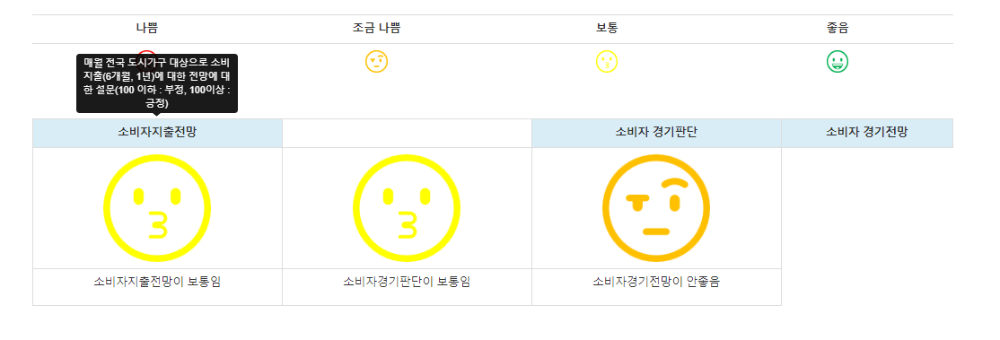 나쁨 조금 나쁨 보통 좋음
매월 전국 도시가구 대상으로 소비
지출(6개월, 1년)에 대한 전망에 대
한 설문(100 이하 : 부정, 100이상 :
긍정)
소비자지출전망 소비자 경기판단 소비자 경기전망
소비자지출전망이 보통임 소비자경기판단이 보통임 소비자경기전망이 안좋음